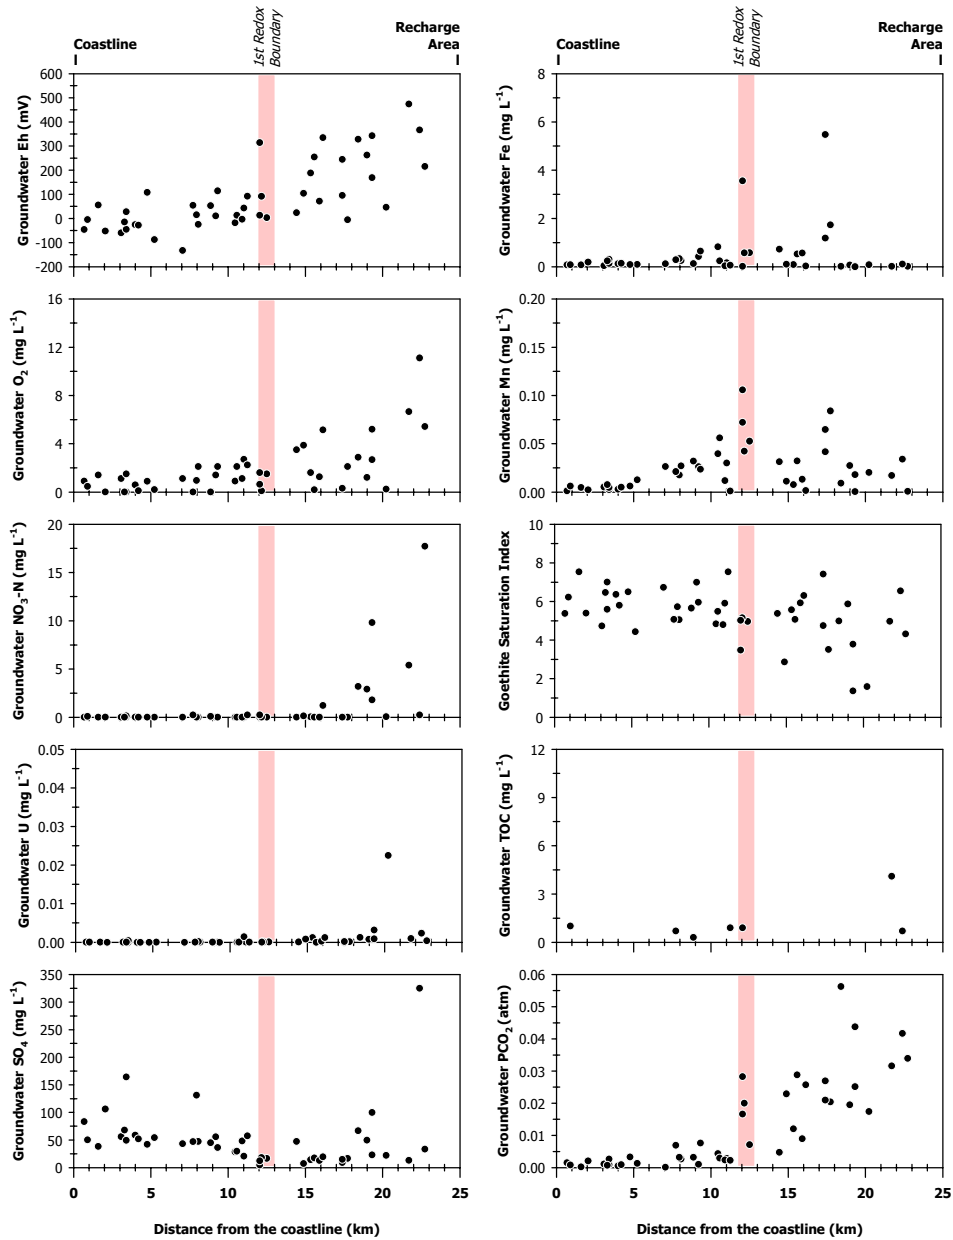 Coastline
1st Redox
Boundary
Recharge
Area
Coastline
1st Redox
Boundary
Recharge
Area
Groundwater Eh (mV)
600
500
400
300
200
100
0
-100
-200
Groundwater Fe (mg L⁻¹)
8
6
4
2
0
Groundwater O₂ (mg L⁻¹)
16
12
8
4
0
Groundwater Mn (mg L⁻¹)
0.20
0.15
0.10
0.05
0.00
Groundwater NO₃-N (mg L⁻¹)
20
15
10
5
0
Goethite Saturation Index
10
8
6
4
2
0
Groundwater U (mg L⁻¹)
0.05
0.04
0.03
0.02
0.01
0.00
Groundwater TOC (mg L⁻¹)
12
9
6
3
0
Groundwater SO₄ (mg L⁻¹)
350
300
250
200
150
100
50
0
0 5 10 15 20 25
Distance from the coastline (km)
Groundwater PCO₂ (atm)
0.06
0.05
0.04
0.03
0.02
0.01
0.00
0 5 10 15 20 25
Distance from the coastline (km)